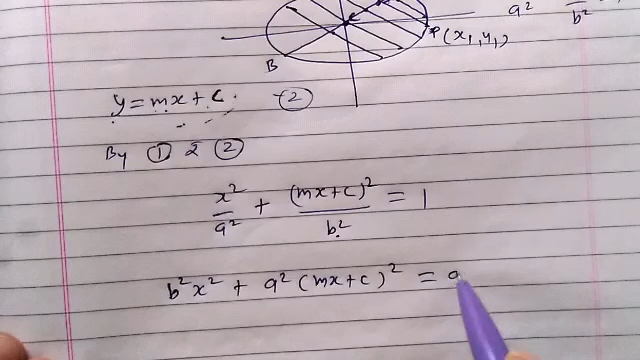 a²
b²
P(x₁,y₁)
B
y = mx + c. -②
By ① & ②
x²/a² + (mx+c)²/b² = 1
b²x² + a²(mx+c)² = a